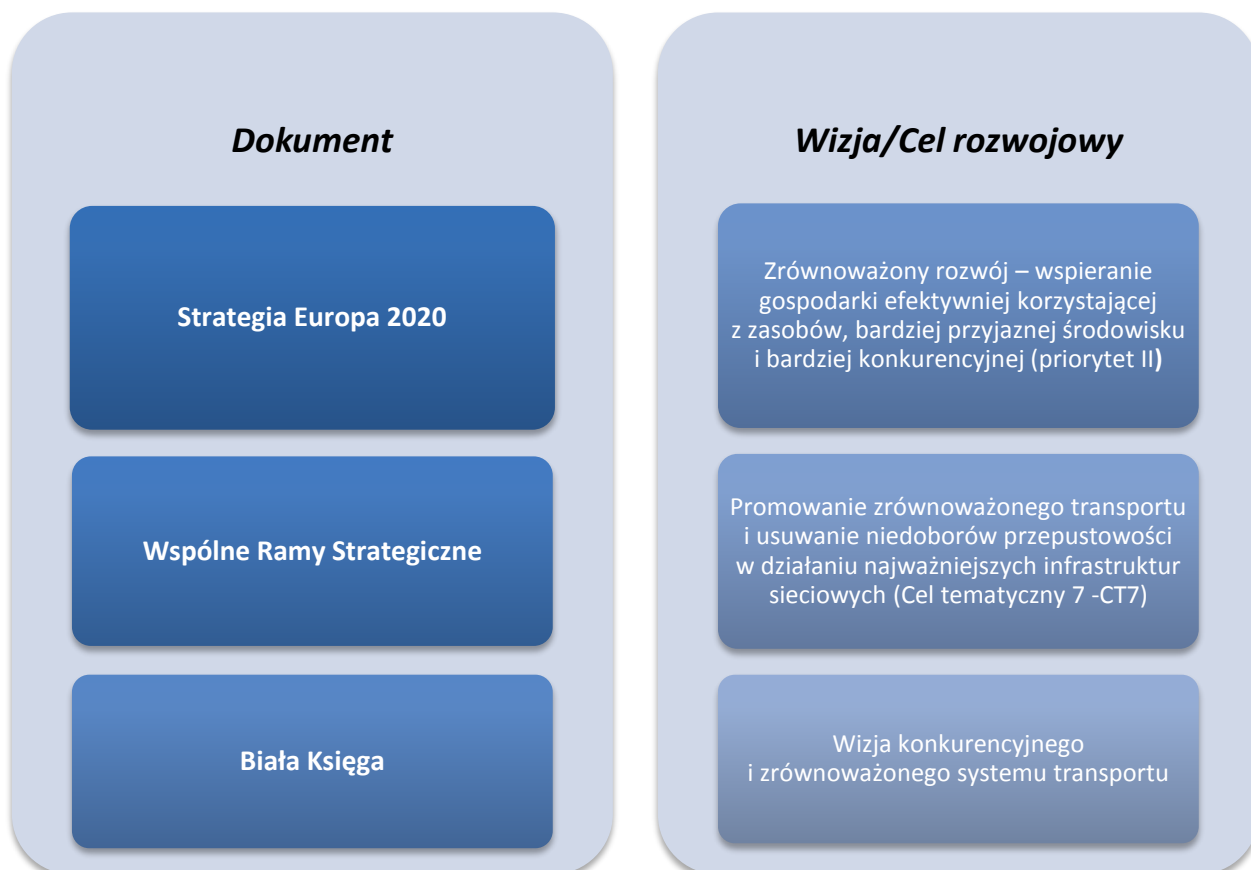 Dokument
Strategia Europa 2020
Wspólne Ramy Strategiczne
Biała Księga
Wizja/Cel rozwojowy
Zrównoważony rozwój – wspieranie
gospodarki efektywniej korzystającej
z zasobów, bardziej przyjaznej środowisku
i bardziej konkurencyjnej (priorytet II)
Promowanie zrównoważonego transportu
i usuwanie niedoborów przepustowości
w działaniu najważniejszych infrastruktur
sieciowych (Cel tematyczny 7 -CT7)
Wizja konkurencyjnego
i zrównoważonego systemu transportu